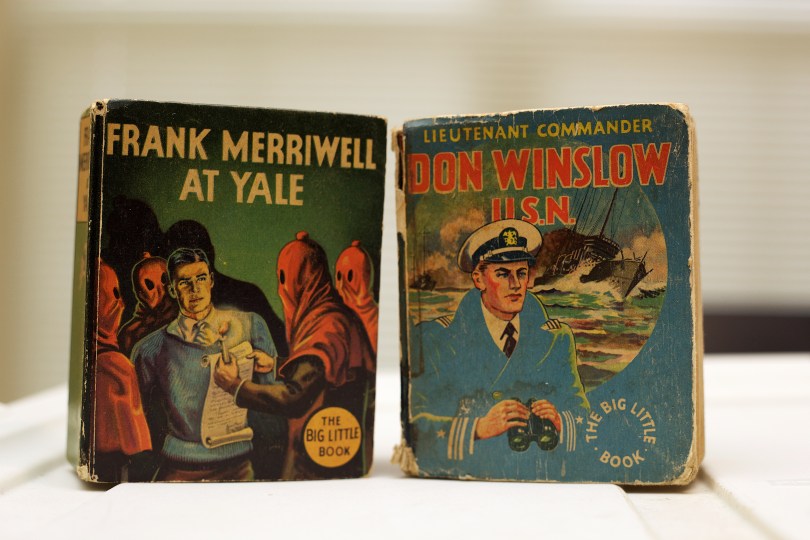 FRANK MERRIWELL
AT YALE
THE
BIG LITTLE
BOOK
LIEUTENANT COMMANDER
DON WINSLOW
U.S.N.
· THE BIG LITTLE ·
BOOK